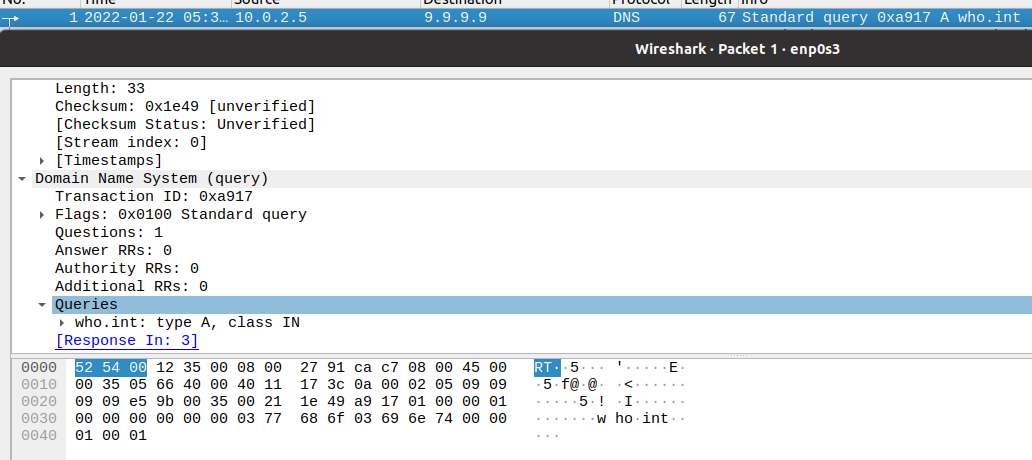 No. Time Source Destination Protocol Length Info
1 2022-01-22 05:3… 10.0.2.5 9.9.9.9 DNS 67 Standard query 0xa917 A who.int
Wireshark · Packet 1 · enp0s3
Length: 33
Checksum: 0x1e49 [unverified]
[Checksum Status: Unverified]
[Stream index: 0]
[Timestamps]
Domain Name System (query)
Transaction ID: 0xa917
Flags: 0x0100 Standard query
Questions: 1
Answer RRs: 0
Authority RRs: 0
Additional RRs: 0
Queries
who.int: type A, class IN
[Response In: 3]
0000 52 54 00 12 35 00 08 00 27 91 ca c7 08 00 45 00 RT··5··· '·····E·
0010 00 35 05 66 40 00 40 11 17 3c 0a 00 02 05 09 09 ·5·f@·@· ·<······
0020 09 09 e5 9b 00 35 00 21 1e 49 a9 17 01 00 00 01 ·····5·! ·I······
0030 00 00 00 00 00 00 03 77 68 6f 03 69 6e 74 00 00 ·······w ho·int··
0040 01 00 01 ···